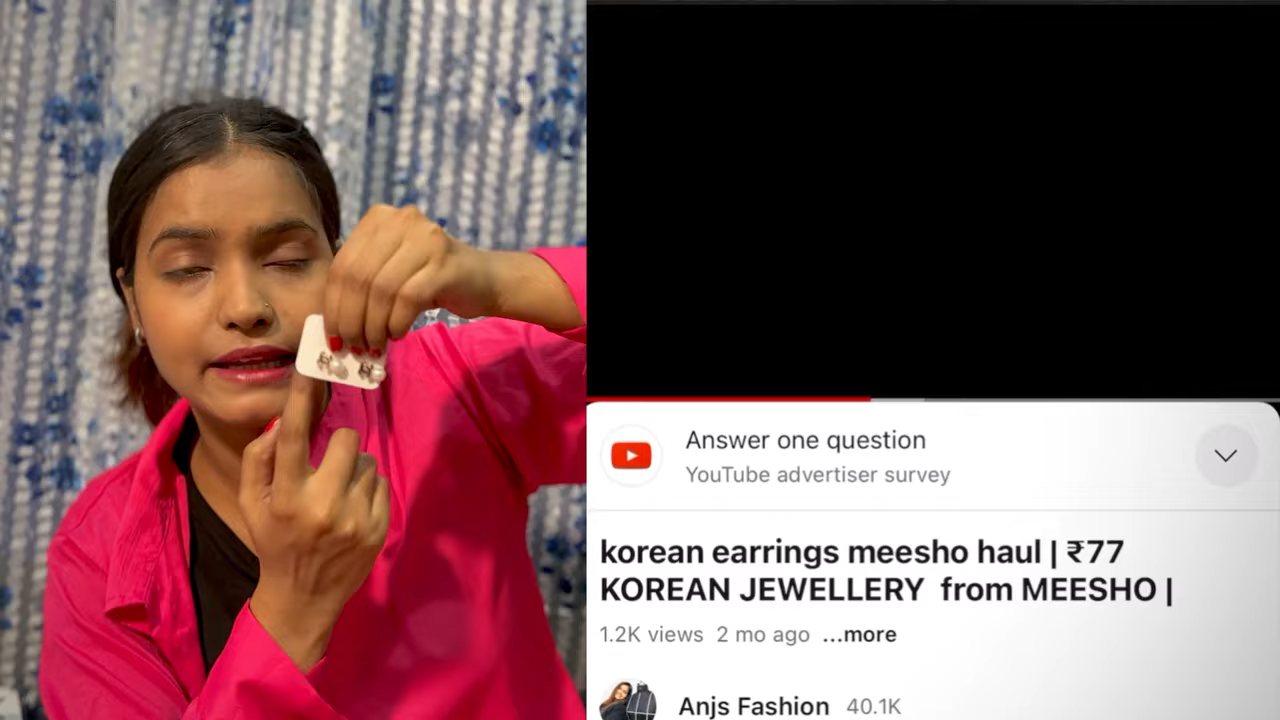 Answer one question
YouTube advertiser survey
korean earrings meesho haul | ₹77
KOREAN JEWELLERY from MEESHO |
1.2K views 2 mo ago ...more
Anjs Fashion 40.1K